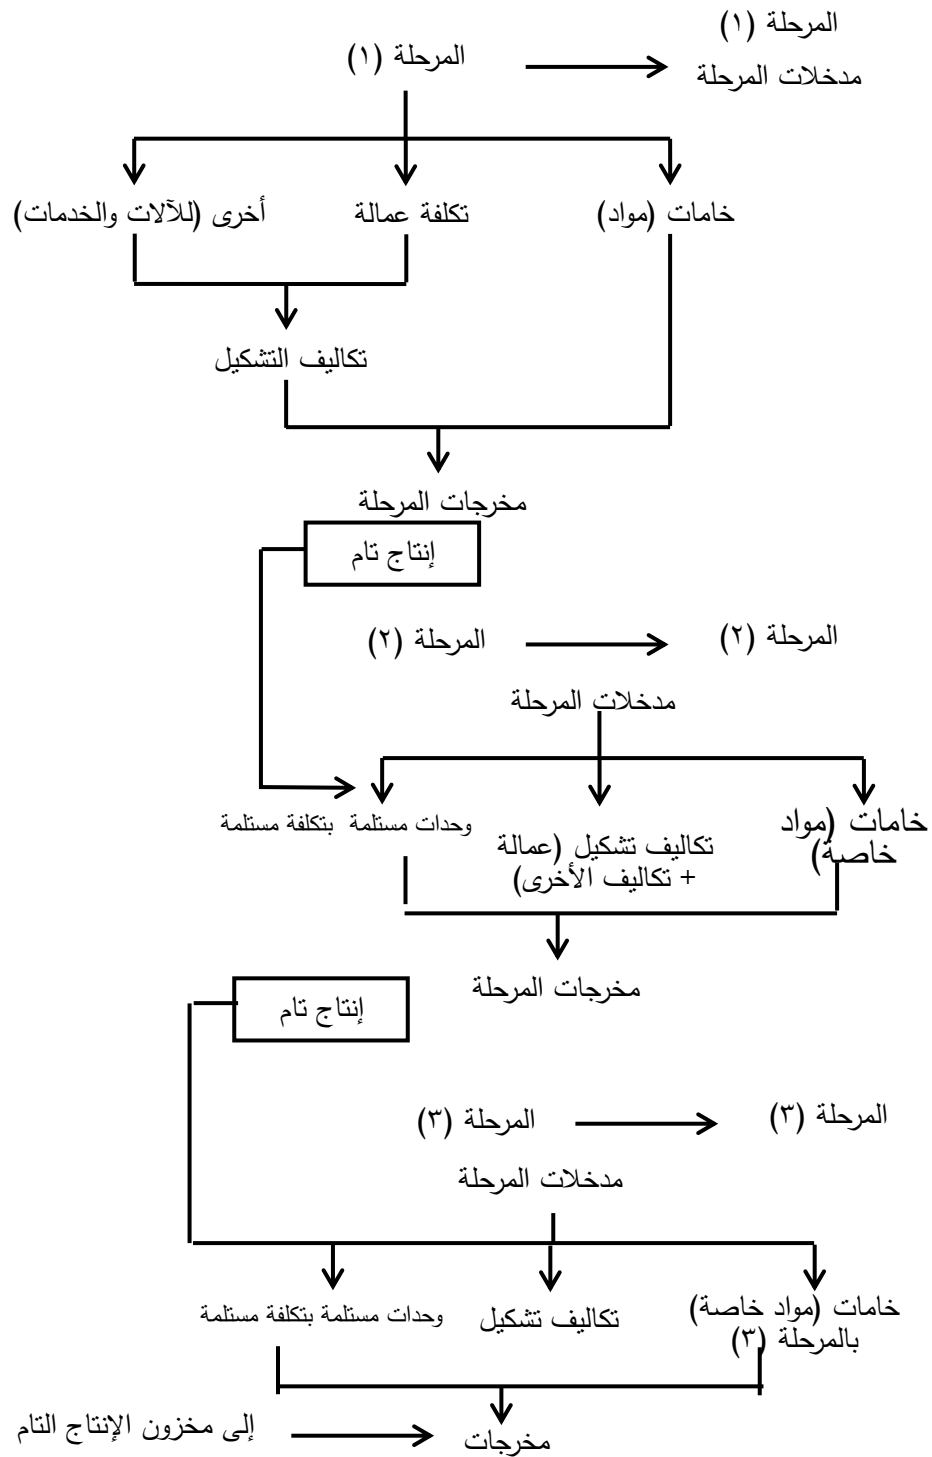 المرحلة (١)
المرحلة (١)
مدخلات المرحلة
خامات (مواد)
تكلفة عمالة
أخرى (للآلات والخدمات)
تكاليف التشكيل
مخرجات المرحلة
إنتاج تام
المرحلة (٢)
المرحلة (٢)
مدخلات المرحلة
خامات (مواد
خاصة)
تكاليف تشكيل (عمالة
+ تكاليف الأخرى)
وحدات مستلمة بتكلفة مستلمة
مخرجات المرحلة
إنتاج تام
المرحلة (٣)
المرحلة (٣)
مدخلات المرحلة
خامات (مواد خاصة)
بالمرحلة (٣)
تكاليف تشكيل
وحدات مستلمة بتكلفة مستلمة
مخرجات
إلى مخزون الإنتاج التام